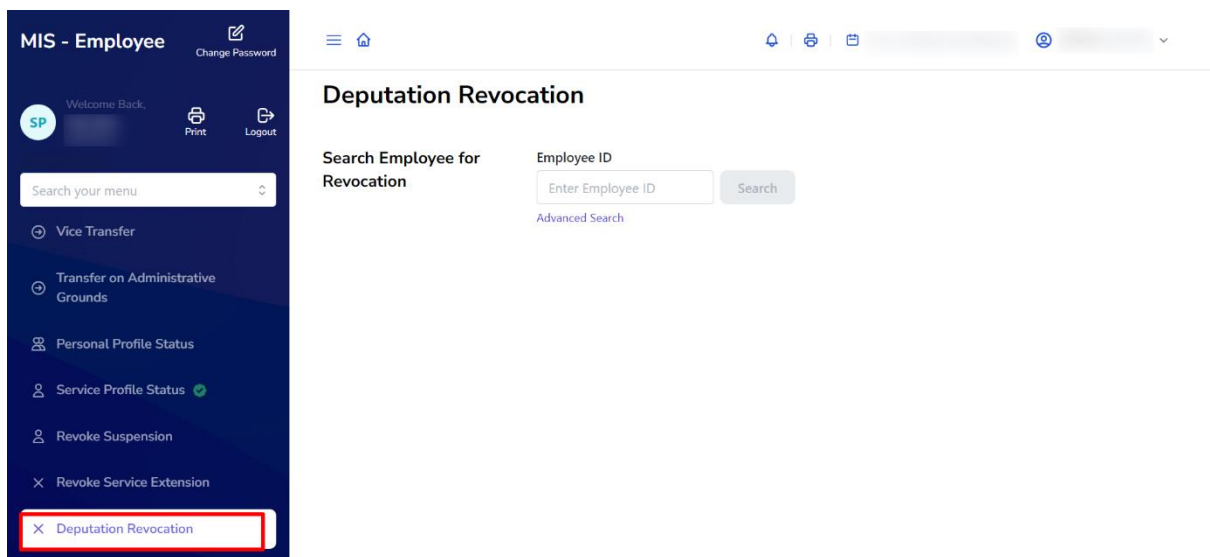 MIS - Employee
Change Password
SP
Welcome Back,
Print
Logout
Search your menu
Vice Transfer
Transfer on Administrative
Grounds
Personal Profile Status
Service Profile Status
Revoke Suspension
Revoke Service Extension
Deputation Revocation
Deputation Revocation
Search Employee for
Revocation
Employee ID
Enter Employee ID
Search
Advanced Search